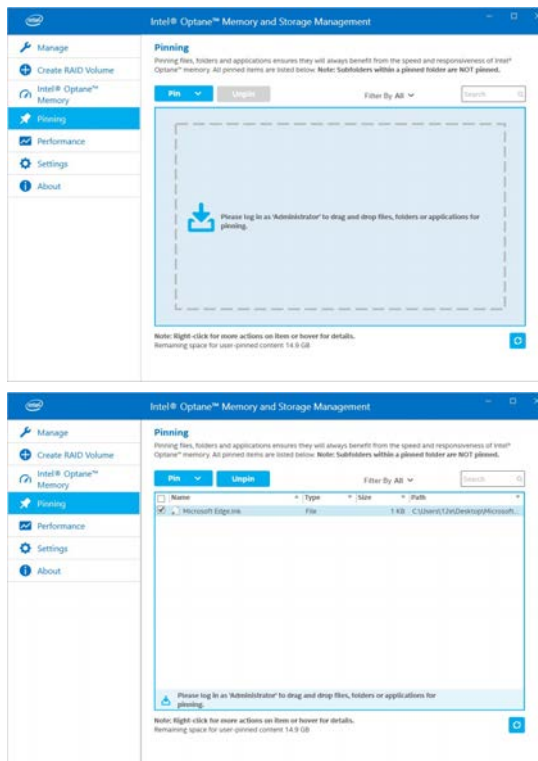 intel
Intel® Optane™ Memory and Storage Management
Manage
Create RAID Volume
Intel® Optane™
Memory
Pinning
Performance
Settings
About
Pinning
Pinning files, folders and applications ensures they will always benefit from the speed and responsiveness of Intel®
Optane™ memory. All pinned items are listed below. Note: Subfolders within a pinned folder are NOT pinned.
Pin
Unpin
Filter By All
Search
Please log in as 'Administrator' to drag and drop files, folders or applications for
pinning.
Note: Right-click for more actions on item or hover for details.
Remaining space for user-pinned content 14.9 GB
intel
Intel® Optane™ Memory and Storage Management
Manage
Create RAID Volume
Intel® Optane™
Memory
Pinning
Performance
Settings
About
Pinning
Pinning files, folders and applications ensures they will always benefit from the speed and responsiveness of Intel®
Optane™ memory. All pinned items are listed below. Note: Subfolders within a pinned folder are NOT pinned.
Pin
Unpin
Filter By All
Search
Name
Type
Size
Path
Microsoft Edge.lnk
File
1 KB
Please log in as 'Administrator' to drag and drop files, folders or applications for
pinning.
Note: Right-click for more actions on item or hover for details.
Remaining space for user-pinned content 14.9 GB